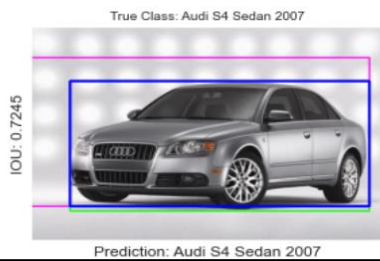 True Class: Audi S4 Sedan 2007
IOU: 0.7245
Prediction: Audi S4 Sedan 2007